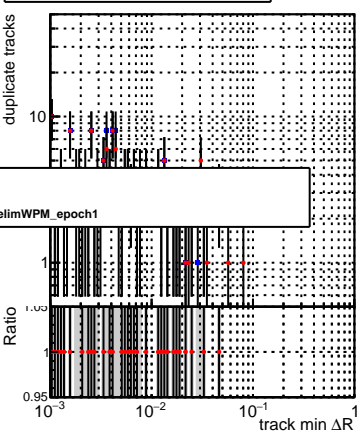 duplicate tracks
10
elimWPM_epoch1
1
Ratio
1.05
1
0.95
10⁻³
10⁻²
10⁻¹
1
track min ΔR